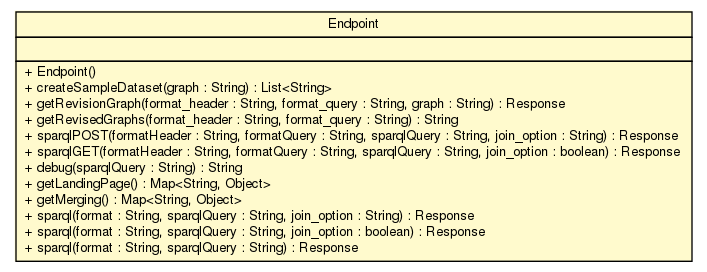 Endpoint
+ Endpoint()
+ createSampleDataset(graph : String) : List<String>
+ getRevisionGraph(format_header : String, format_query : String, graph : String) : Response
+ getRevisedGraphs(format_header : String, format_query : String) : String
+ sparqlPOST(formatHeader : String, formatQuery : String, sparqlQuery : String, join_option : String) : Response
+ sparqlGET(formatHeader : String, formatQuery : String, sparqlQuery : String, join_option : boolean) : Response
+ debug(sparqlQuery : String) : String
+ getLandingPage() : Map<String, Object>
+ getMerging() : Map<String, Object>
+ sparql(format : String, sparqlQuery : String, join_option : String) : Response
+ sparql(format : String, sparqlQuery : String, join_option : boolean) : Response
+ sparql(format : String, sparqlQuery : String) : Response